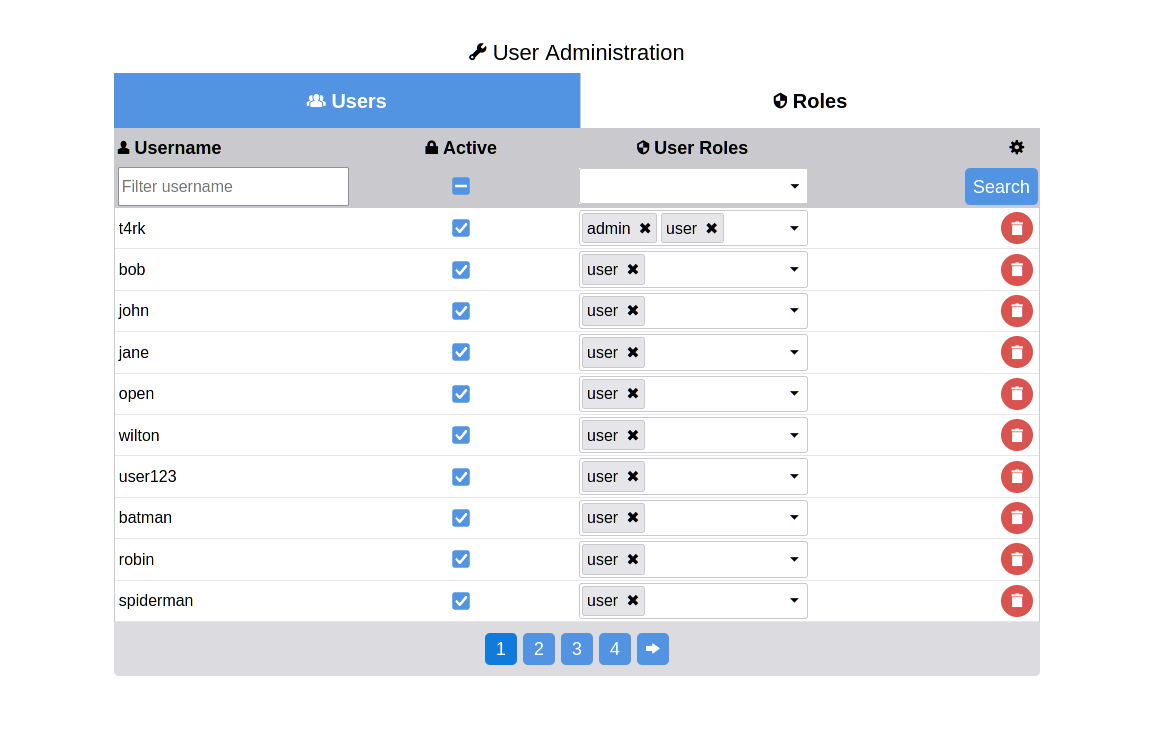 User Administration
Users Roles
Username Active User Roles
Filter username Search
t4rk admin user
bob user
john user
jane user
open user
wilton user
user123 user
batman user
robin user
spiderman user
1 2 3 4